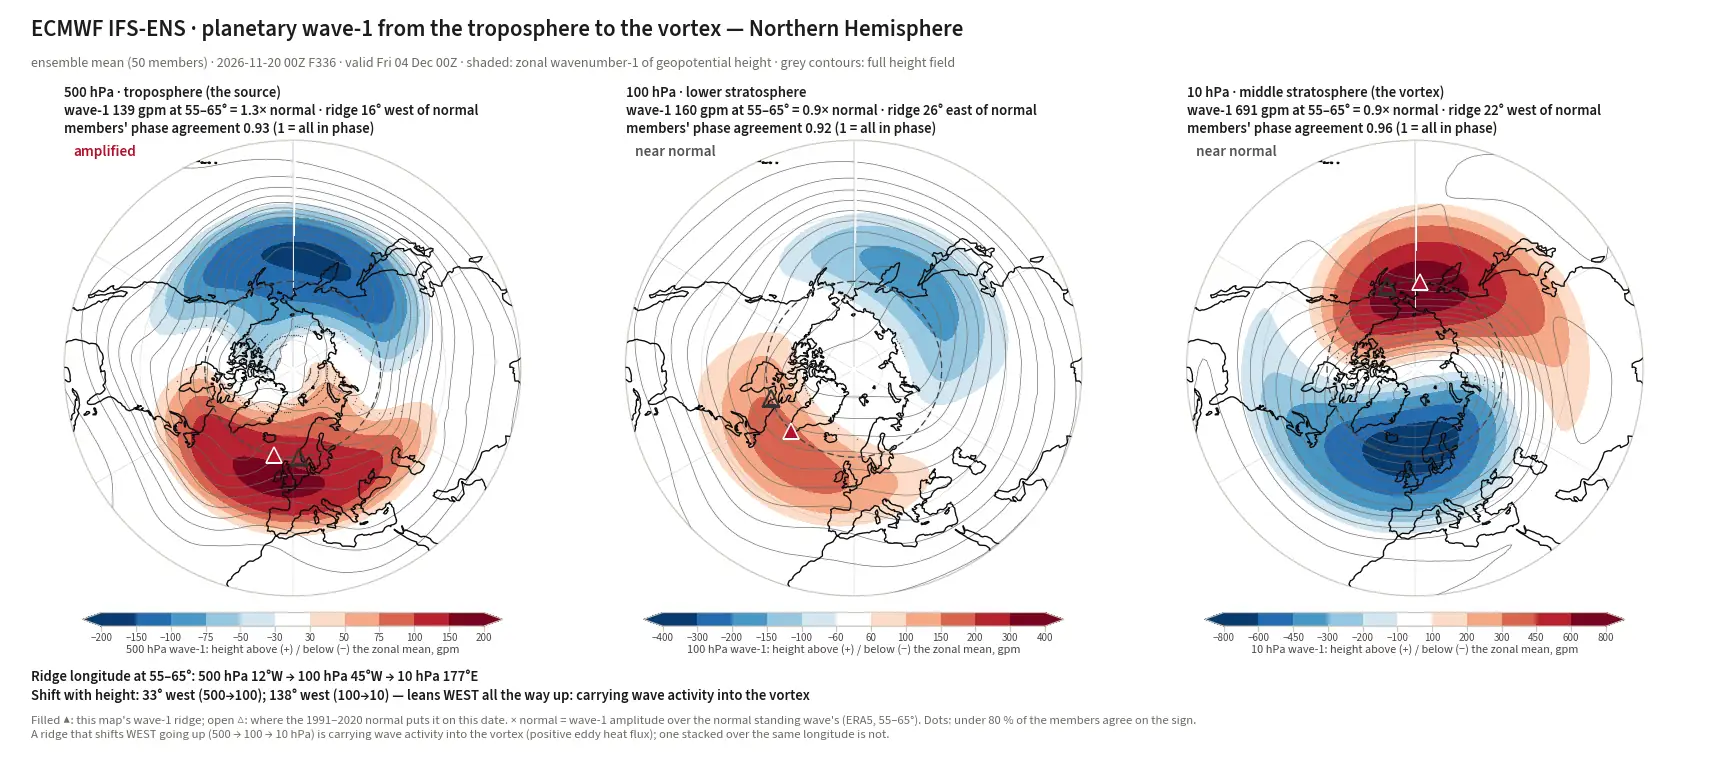 ECMWF IFS-ENS · planetary wave-1 from the troposphere to the vortex — Northern Hemisphere
ensemble mean (50 members) · 2026-11-20 00Z F336 · valid Fri 04 Dec 00Z · shaded: zonal wavenumber-1 of geopotential height · grey contours: full height field
500 hPa · troposphere (the source)
wave-1 139 gpm at 55–65° = 1.3× normal · ridge 16° west of normal
members' phase agreement 0.93 (1 = all in phase)
amplified
100 hPa · lower stratosphere
wave-1 160 gpm at 55–65° = 0.9× normal · ridge 26° east of normal
members' phase agreement 0.92 (1 = all in phase)
near normal
10 hPa · middle stratosphere (the vortex)
wave-1 691 gpm at 55–65° = 0.9× normal · ridge 22° west of normal
members' phase agreement 0.96 (1 = all in phase)
near normal
−200 −150 −100 −75 −50 −30 30 50 75 100 150 200
500 hPa wave-1: height above (+) / below (−) the zonal mean, gpm
−400 −300 −200 −150 −100 −60 60 100 150 200 300 400
100 hPa wave-1: height above (+) / below (−) the zonal mean, gpm
−800 −600 −450 −300 −200 −100 100 200 300 450 600 800
10 hPa wave-1: height above (+) / below (−) the zonal mean, gpm
Ridge longitude at 55–65°: 500 hPa 12°W → 100 hPa 45°W → 10 hPa 177°E
Shift with height: 33° west (500→100); 138° west (100→10) — leans WEST all the way up: carrying wave activity into the vortex
Filled ▲: this map's wave-1 ridge; open △: where the 1991–2020 normal puts it on this date. × normal = wave-1 amplitude over the normal standing wave's (ERA5, 55–65°). Dots: under 80 % of the members agree on the sign.
A ridge that shifts WEST going up (500 → 100 → 10 hPa) is carrying wave activity into the vortex (positive eddy heat flux); one stacked over the same longitude is not.